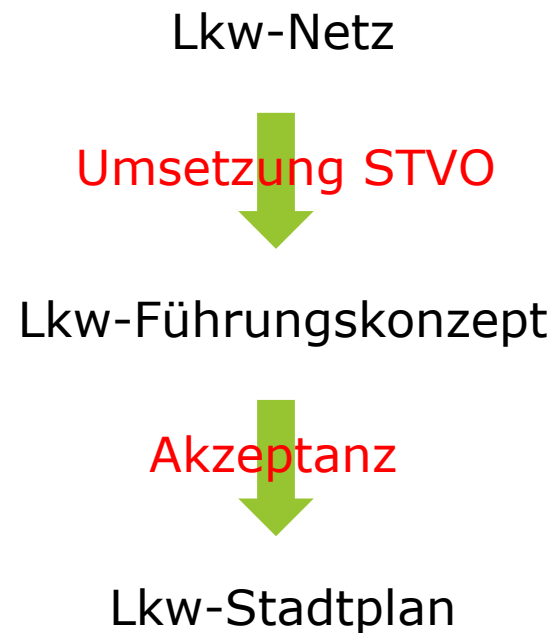 Lkw-Netz
Umsetzung STVO
Lkw-Führungskonzept
Akzeptanz
Lkw-Stadtplan